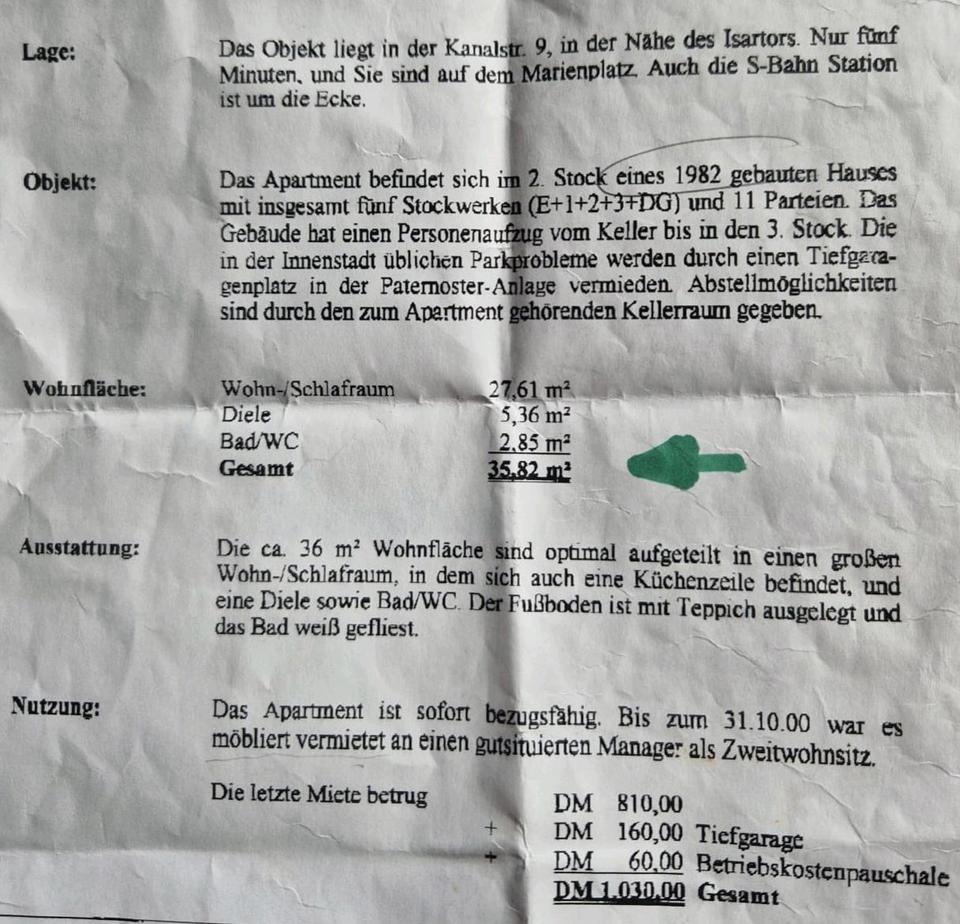 Lage: Das Objekt liegt in der Kanalstr. 9, in der Nähe des Isartors. Nur fünf
Minuten, und Sie sind auf dem Marienplatz. Auch die S-Bahn Station
ist um die Ecke.
Objekt: Das Apartment befindet sich im 2. Stock eines 1982 gebauten Hauses
mit insgesamt fünf Stockwerken (E+1+2+3+DG) und 11 Parteien. Das
Gebäude hat einen Personenaufzug vom Keller bis in den 3. Stock. Die
in der Innenstadt üblichen Parkprobleme werden durch einen Tiefgara-
genplatz in der Paternoster-Anlage vermieden. Abstellmöglichkeiten
sind durch den zum Apartment gehörenden Kellerraum gegeben.
Wohnfläche: Wohn-/Schlafraum 27,61 m²
Diele 5,36 m²
Bad/WC 2,85 m²
Gesamt 35,82 m²
Ausstattung: Die ca. 36 m² Wohnfläche sind optimal aufgeteilt in einen großen
Wohn-/Schlafraum, in dem sich auch eine Küchenzeile befindet, und
eine Diele sowie Bad/WC. Der Fußboden ist mit Teppich ausgelegt und
das Bad weiß gefliest.
Nutzung: Das Apartment ist sofort bezugsfähig. Bis zum 31.10.00 war es
möbliert vermietet an einen gutsituierten Manager als Zweitwohnsitz.
Die letzte Miete betrug DM 810,00
+ DM 160,00 Tiefgarage
+ DM 60,00 Betriebskostenpauschale
DM 1.030,00 Gesamt